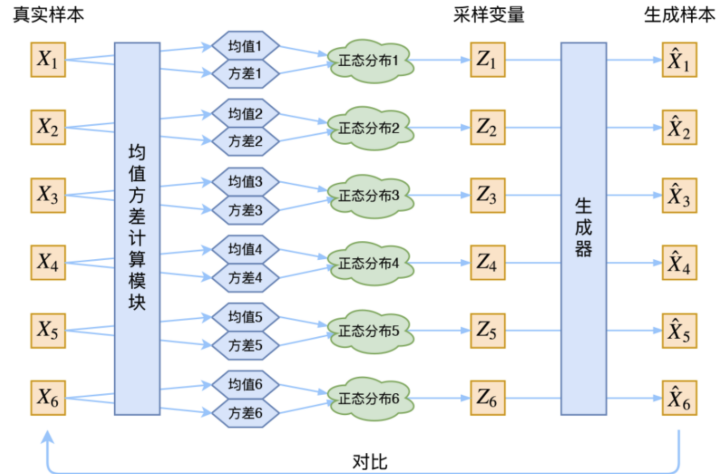 真实样本
采样变量
生成样本
X₁
均值1
方差1
正态分布1
Z₁
X̂₁
X₂
均值2
方差2
正态分布2
Z₂
X̂₂
均值方差计算模块
X₃
均值3
方差3
正态分布3
Z₃
X̂₃
生成器
X₄
均值4
方差4
正态分布4
Z₄
X̂₄
X₅
均值5
方差5
正态分布5
Z₅
X̂₅
X₆
均值6
方差6
正态分布6
Z₆
X̂₆
对比